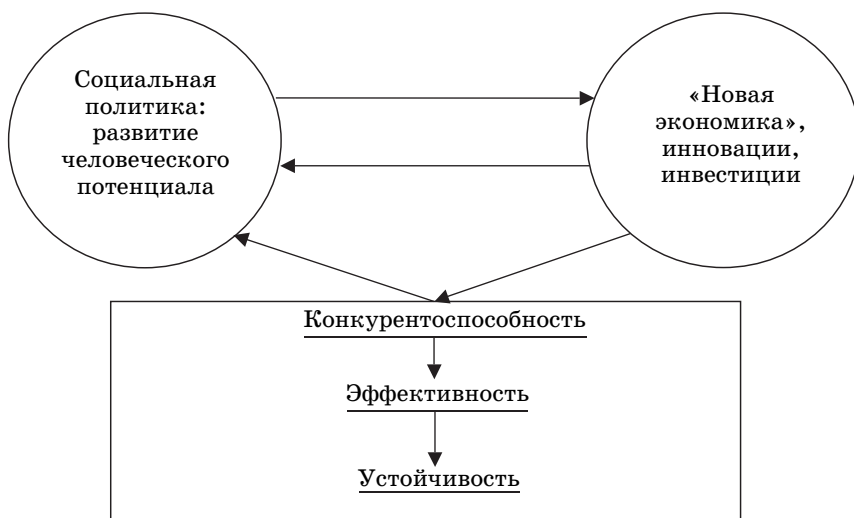 Социальная
политика:
развитие
человеческого
потенциала
«Новая
экономика»,
инновации,
инвестиции
Конкурентоспособность
Эффективность
Устойчивость